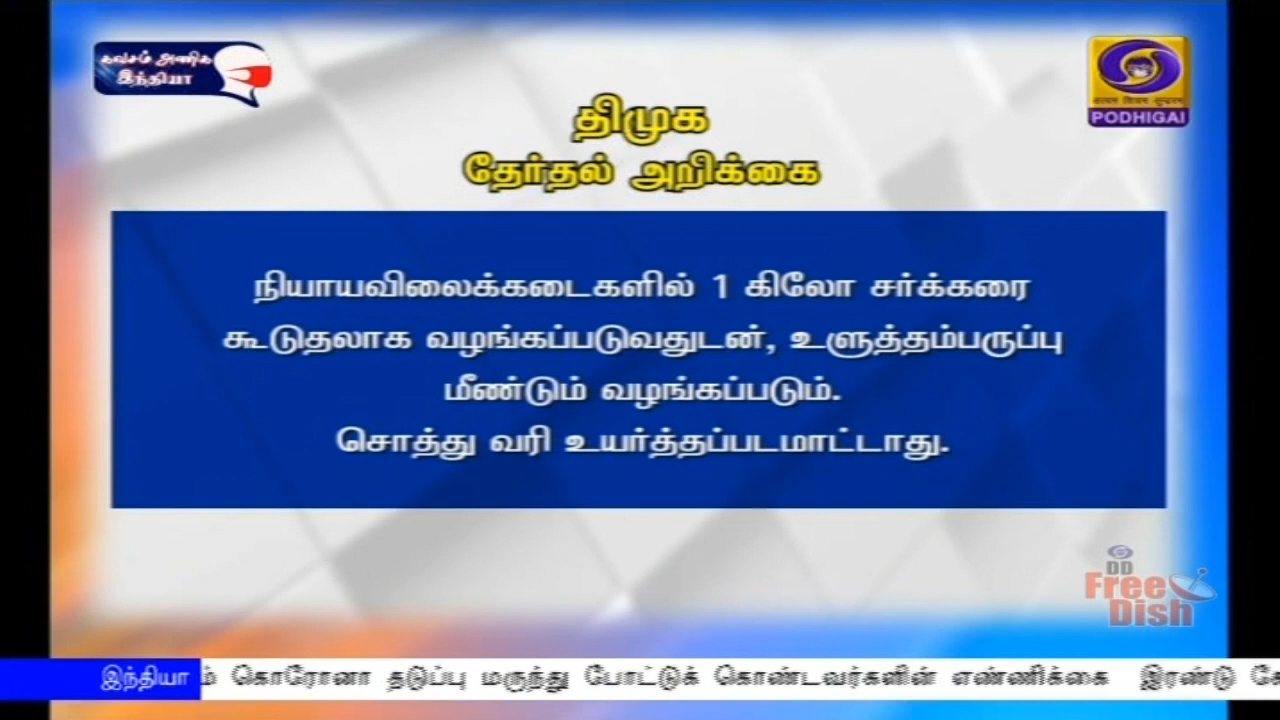 கவசம் அணிக
இந்தியா
PODHIGAI
திமுக
தேர்தல் அறிக்கை
நியாயவிலைக்கடைகளில் 1 கிலோ சர்க்கரை
கூடுதலாக வழங்கப்படுவதுடன், உளுத்தம்பருப்பு
மீண்டும் வழங்கப்படும்.
சொத்து வரி உயர்த்தப்படமாட்டாது.
DD
Free
Dish
இந்தியா கொரோனா தடுப்பு மருந்து போட்டுக் கொண்டவர்களின் எண்ணிக்கை இரண்டு